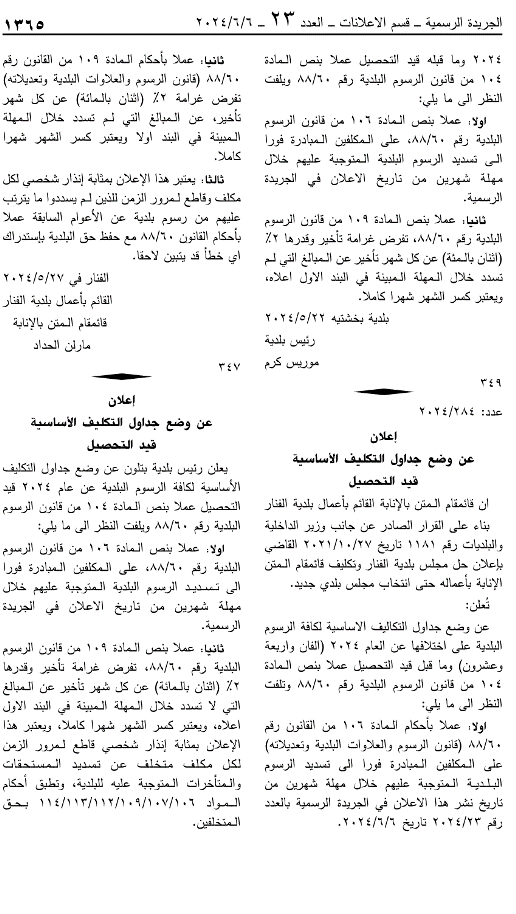 الجريدة الرسمية ــ قسم الاعلانات ــ العدد ٢٣ ــ ٢٠٢٤/٦/٦
١٣٦٥
٢٠٢٤ وما قبله قيد التحصيل عملا بنص المادة
١٠٤ من قانون الرسوم البلدية رقم ٨٨/٦٠ ويلفت
النظر الى ما يلي:
اولا: عملا بنص المادة ١٠٦ من قانون الرسوم
البلدية رقم ٨٨/٦٠، على المكلفين المبادرة فورا
الى تسديد الرسوم البلدية المتوجبة عليهم خلال
مهلة شهرين من تاريخ الاعلان في الجريدة
الرسمية.
ثانيا: عملا بنص المادة ١٠٩ من قانون الرسوم
البلدية رقم ٨٨/٦٠، تفرض غرامة تأخير وقدرها ٢٪
(اثنان بالمئة) عن كل شهر تأخير عن المبالغ التي لم
تسدد خلال المهلة المبينة في البند الاول اعلاه،
ويعتبر كسر الشهر شهرا كاملا.
بلدية بخشتيه ٢٠٢٤/٥/٢٢
رئيس بلدية
موريس كرم
٣٤٩
عدد: ٢٠٢٤/٢٨٤
إعلان
عن وضع جداول التكليف الأساسية
قيد التحصيل
ان قائمقام المتن بالإنابة القائم بأعمال بلدية الفنار
بناء على القرار الصادر عن جانب وزير الداخلية
والبلديات رقم ١١٨١ تاريخ ٢٠٢١/١٠/٢٧ القاضي
بإعلان حل مجلس بلدية الفنار وتكليف قائمقام المتن
الإنابة بأعماله حتى انتخاب مجلس بلدي جديد.
تُعلن:
عن وضع جداول التكاليف الاساسية لكافة الرسوم
البلدية على اختلافها عن العام ٢٠٢٤ (الفان واربعة
وعشرون) وما قبل قيد التحصيل عملا بنص المادة
١٠٤ من قانون الرسوم البلدية رقم ٨٨/٦٠ وتلفت
النظر الى ما يلي:
اولا: عملا بأحكام المادة ١٠٦ من القانون رقم
٨٨/٦٠ (قانون الرسوم والعلاوات البلدية وتعديلاته)
على المكلفين المبادرة فورا الى تسديد الرسوم
البلدية المتوجبة عليهم خلال مهلة شهرين من
تاريخ نشر هذا الاعلان في الجريدة الرسمية بالعدد
رقم ٢٠٢٤/٢٣ تاريخ ٢٠٢٤/٦/٦.
ثانيا: عملا بأحكام المادة ١٠٩ من القانون رقم
٨٨/٦٠ (قانون الرسوم والعلاوات البلدية وتعديلاته)
تفرض غرامة ٢٪ (اثنان بالمائة) عن كل شهر
تأخير، عن المبالغ التي لم تسدد خلال المهلة
المبينة في البند اولا ويعتبر كسر الشهر شهرا
كاملا.
ثالثا: يعتبر هذا الإعلان بمثابة إنذار شخصي لكل
مكلف وقاطع لمرور الزمن للذين لم يسددوا ما يترتب
عليهم من رسوم بلدية عن الأعوام السابقة عملا
بأحكام القانون ٨٨/٦٠ مع حفظ حق البلدية بإستدراك
اي خطأ قد يتبين لاحقا.
الفنار في ٢٠٢٤/٥/٢٧
القائم بأعمال بلدية الفنار
قائمقام المتن بالإنابة
مارلن الحداد
٣٤٧
إعلان
عن وضع جداول التكليف الأساسية
قيد التحصيل
يعلن رئيس بلدية بتلون عن وضع جداول التكليف
الأساسية لكافة الرسوم البلدية عن عام ٢٠٢٤ قيد
التحصيل عملا بنص المادة ١٠٤ من قانون الرسوم
البلدية رقم ٨٨/٦٠ ويلفت النظر الى ما يلي:
اولا: عملا بنص المادة ١٠٦ من قانون الرسوم
البلدية رقم ٨٨/٦٠، على المكلفين المبادرة فورا
الى تسديد الرسوم البلدية المتوجبة عليهم خلال
مهلة شهرين من تاريخ الاعلان في الجريدة
الرسمية.
ثانيا: عملا بنص المادة ١٠٩ من قانون الرسوم
البلدية رقم ٨٨/٦٠، تفرض غرامة تأخير وقدرها
٢٪ (اثنان بالمائة) عن كل شهر تأخير عن المبالغ
التي لا تسدد خلال المهلة المبينة في البند الاول
اعلاه، ويعتبر كسر الشهر شهرا كاملا، ويعتبر هذا
الإعلان بمثابة إنذار شخصي قاطع لمرور الزمن
لكل مكلف متخلف عن تسديد المستحقات
والمتأخرات المتوجبة عليه للبلدية، وتطبق أحكام
المواد ١١٤/١١٣/١١٢/١٠٩/١٠٧/١٠٦ بحق
المتخلفين.